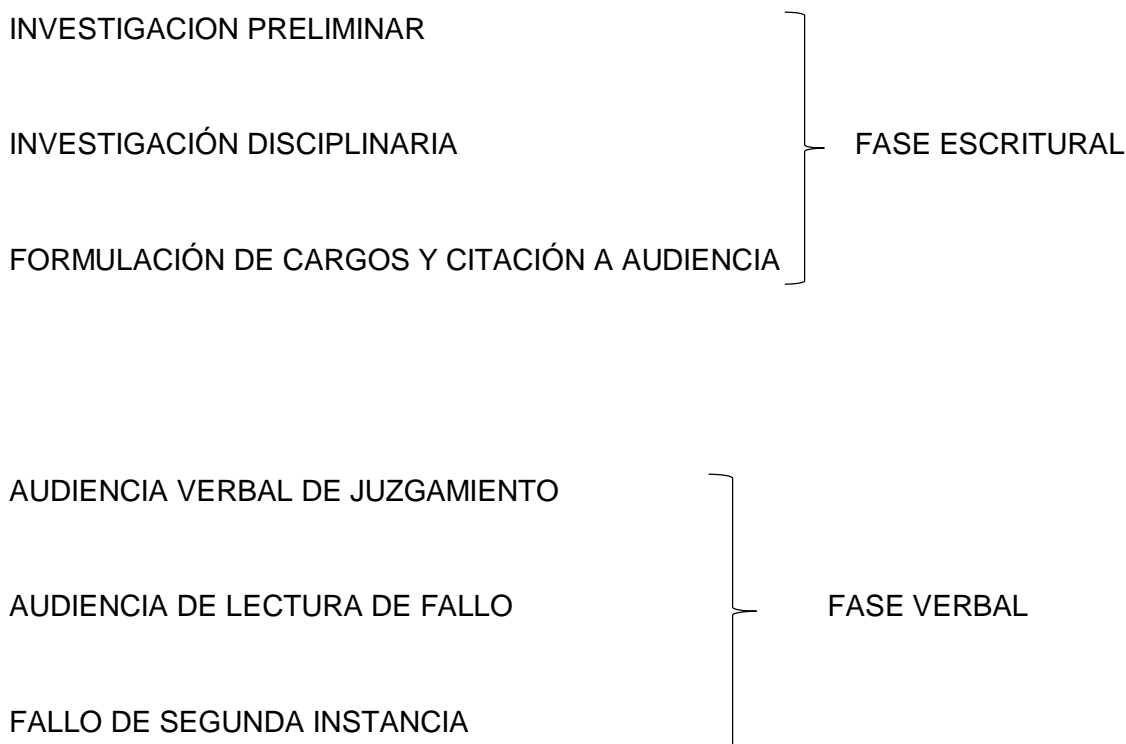 INVESTIGACION PRELIMINAR
INVESTIGACIÓN DISCIPLINARIA
FASE ESCRITURAL
FORMULACIÓN DE CARGOS Y CITACIÓN A AUDIENCIA
AUDIENCIA VERBAL DE JUZGAMIENTO
AUDIENCIA DE LECTURA DE FALLO
FASE VERBAL
FALLO DE SEGUNDA INSTANCIA